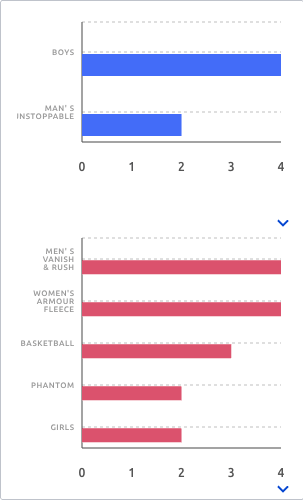 BOYS
MAN' S
INSTOPPABLE
0 1 2 3 4
MEN' S
VANISH
& RUSH
WOMEN'S
ARMOUR
FLEECE
BASKETBALL
PHANTOM
GIRLS
0 1 2 3 4